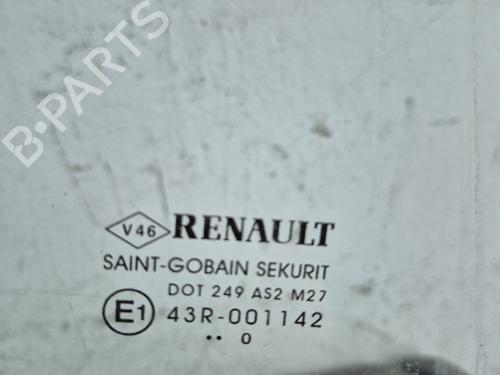 B-PARTS
V46 RENAULT
SAINT-GOBAIN SEKURIT
DOT 249 AS2 M27
E1 43R-001142
•• 0